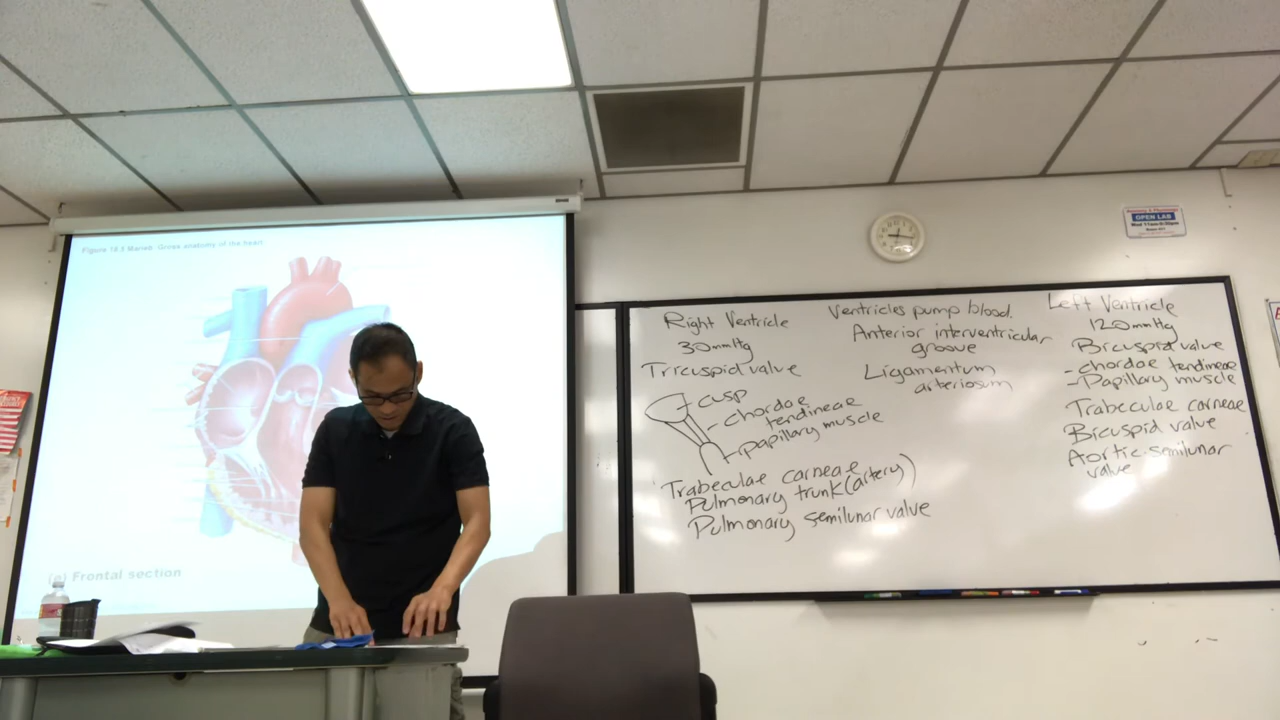 Figure 18.5 Marieb. Gross anatomy of the heart.
(e) Frontal section
OPEN LAB
Right Ventricle
30mmHg
Tricuspid valve
cusp
- chordae
tendineae
papillary muscle
Trabeculae carneae
Pulmonary trunk (artery)
Pulmonary semilunar valve
Ventricles pump blood.
Anterior interventricular
groove
Ligamentum
arteriosum
Left Ventricle
120mmHg
Bicuspid valve
- chordae tendineae
- Papillary muscle
Trabeculae carneae
Bicuspid valve
Aortic semilunar
valve